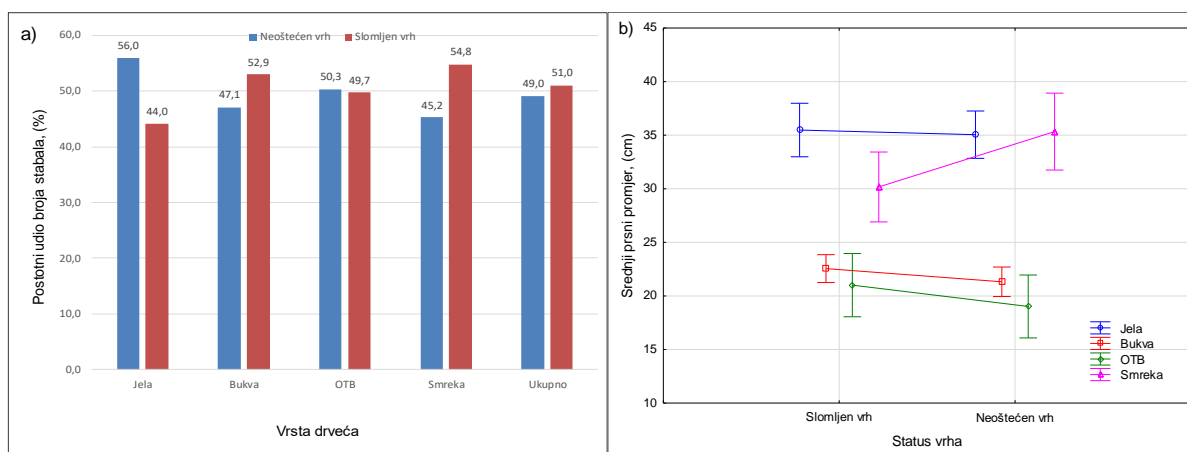 a)
Neoštećen vrh Slomljen vrh
Postotni udio broja stabala, (%)
60,0
50,0
40,0
30,0
20,0
10,0
0,0
56,0
44,0
47,1
52,9
50,3
49,7
45,2
54,8
49,0
51,0
Jela Bukva OTB Smreka Ukupno
Vrsta drveća
b)
Srednji prsni promjer, (cm)
45
40
35
30
25
20
15
10
Jela
Bukva
OTB
Smreka
Slomljen vrh Neoštećen vrh
Status vrha